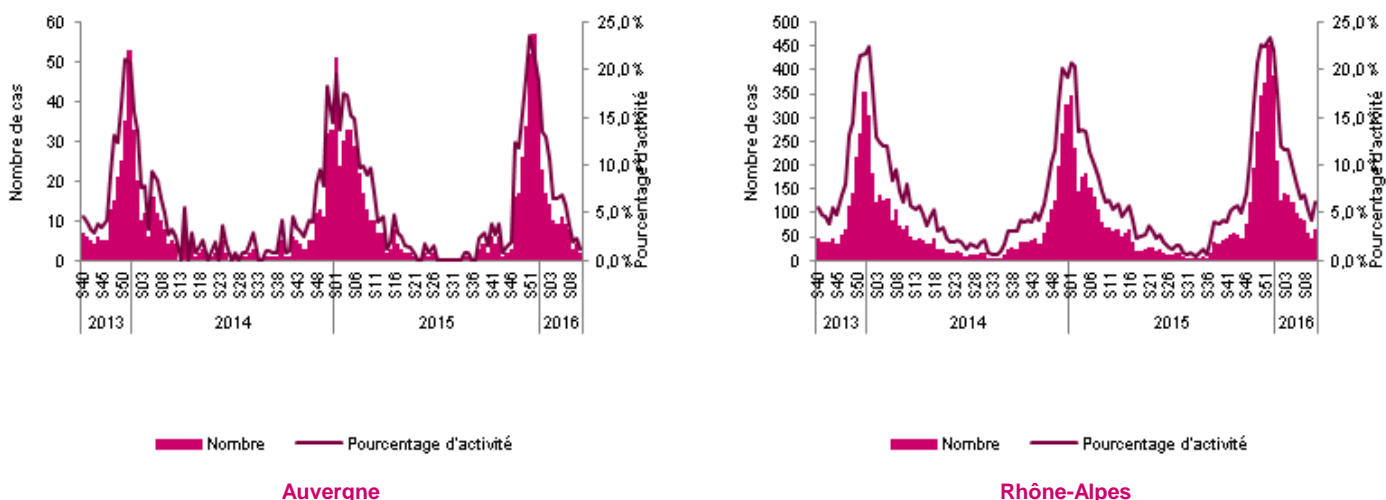 60
50
40
30
20
10
0
Nombre de cas
25,0%
20,0%
15,0%
10,0%
5,0%
0,0%
Pourcentage d'activité
S40 S45 S50 S03 S08 S13 S18 S23 S28 S33 S38 S43 S48 S01 S06 S11 S16 S21 S26 S31 S36 S41 S46 S51 S03 S08
2013 2014 2015 2016
Nombre Pourcentage d'activité
Auvergne
500
450
400
350
300
250
200
150
100
50
0
Nombre de cas
25,0%
20,0%
15,0%
10,0%
5,0%
0,0%
Pourcentage d'activité
S40 S45 S50 S03 S08 S13 S18 S23 S28 S33 S38 S43 S48 S01 S06 S11 S16 S21 S26 S31 S36 S41 S46 S51 S03 S08
2013 2014 2015 2016
Nombre Pourcentage d'activité
Rhône-Alpes